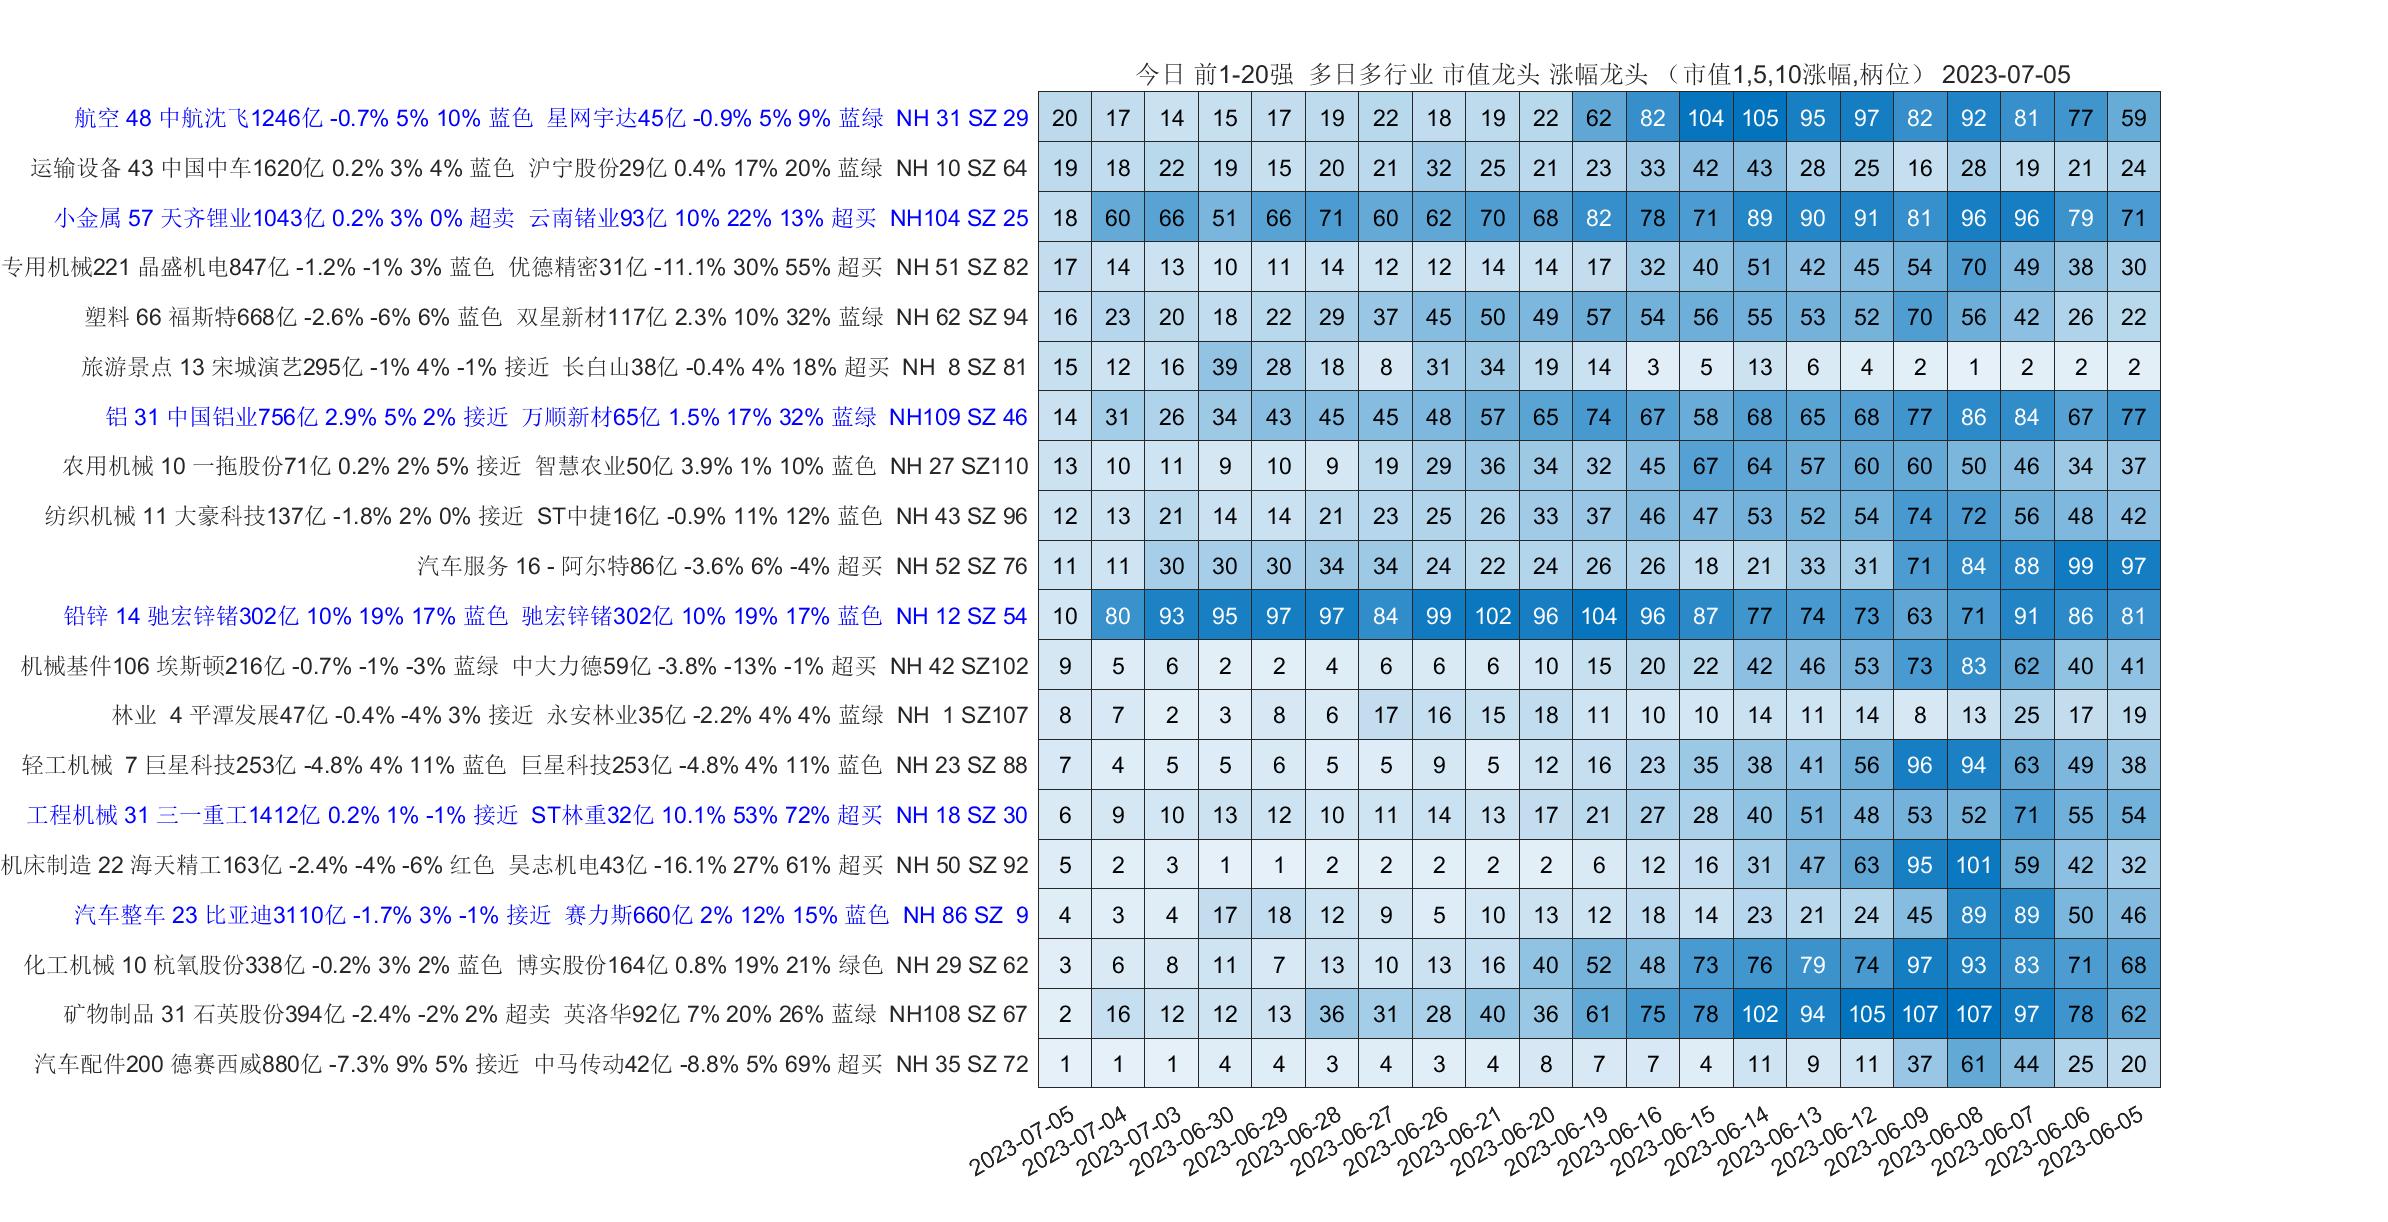 今日 前1-20强 多日多行业 市值龙头 涨幅龙头 （市值1,5,10涨幅,柄位） 2023-07-05
航空 48 中航沈飞1246亿 -0.7% 5% 10% 蓝色 星网宇达45亿 -0.9% 5% 9% 蓝绿 NH 31 SZ 29 20 17 14 15 17 19 22 18 19 22 62 82 104 105 95 97 82 92 81 77 59
运输设备 43 中国中车1620亿 0.2% 3% 4% 蓝色 沪宁股份29亿 0.4% 17% 20% 蓝绿 NH 10 SZ 64 19 18 22 19 15 20 21 32 25 21 23 33 42 43 28 25 16 28 19 21 24
小金属 57 天齐锂业1043亿 0.2% 3% 0% 超卖 云南锗业93亿 10% 22% 13% 超买 NH104 SZ 25 18 60 66 51 66 71 60 62 70 68 82 78 71 89 90 91 81 96 96 79 71
专用机械221 晶盛机电847亿 -1.2% -1% 3% 蓝色 优德精密31亿 -11.1% 30% 55% 超买 NH 51 SZ 82 17 14 13 10 11 14 12 12 14 14 17 32 40 51 42 45 54 70 49 38 30
塑料 66 福斯特668亿 -2.6% -6% 6% 蓝色 双星新材117亿 2.3% 10% 32% 蓝绿 NH 62 SZ 94 16 23 20 18 22 29 37 45 50 49 57 54 56 55 53 52 70 56 42 26 22
旅游景点 13 宋城演艺295亿 -1% 4% -1% 接近 长白山38亿 -0.4% 4% 18% 超买 NH 8 SZ 81 15 12 16 39 28 18 8 31 34 19 14 3 5 13 6 4 2 1 2 2 2
铝 31 中国铝业756亿 2.9% 5% 2% 接近 万顺新材65亿 1.5% 17% 32% 蓝绿 NH109 SZ 46 14 31 26 34 43 45 45 48 57 65 74 67 58 68 65 68 77 86 84 67 77
农用机械 10 一拖股份71亿 0.2% 2% 5% 接近 智慧农业50亿 3.9% 1% 10% 蓝色 NH 27 SZ110 13 10 11 9 10 9 19 29 36 34 32 45 67 64 57 60 60 50 46 34 37
纺织机械 11 大豪科技137亿 -1.8% 2% 0% 接近 ST中捷16亿 -0.9% 11% 12% 蓝色 NH 43 SZ 96 12 13 21 14 14 21 23 25 26 33 37 46 47 53 52 54 74 72 56 48 42
汽车服务 16 - 阿尔特86亿 -3.6% 6% -4% 超买 NH 52 SZ 76 11 11 30 30 30 34 34 24 22 24 26 26 18 21 33 31 71 84 88 99 97
铅锌 14 驰宏锌锗302亿 10% 19% 17% 蓝色 驰宏锌锗302亿 10% 19% 17% 蓝色 NH 12 SZ 54 10 80 93 95 97 97 84 99 102 96 104 96 87 77 74 73 63 71 91 86 81
机械基件106 埃斯顿216亿 -0.7% -1% -3% 蓝绿 中大力德59亿 -3.8% -13% -1% 超买 NH 42 SZ102 9 5 6 2 2 4 6 6 6 10 15 20 22 42 46 53 73 83 62 40 41
林业 4 平潭发展47亿 -0.4% -4% 3% 接近 永安林业35亿 -2.2% 4% 4% 蓝绿 NH 1 SZ107 8 7 2 3 8 6 17 16 15 18 11 10 10 14 11 14 8 13 25 17 19
轻工机械 7 巨星科技253亿 -4.8% 4% 11% 蓝色 巨星科技253亿 -4.8% 4% 11% 蓝色 NH 23 SZ 88 7 4 5 5 6 5 5 9 5 12 16 23 35 38 41 56 96 94 63 49 38
工程机械 31 三一重工1412亿 0.2% 1% -1% 接近 ST林重32亿 10.1% 53% 72% 超买 NH 18 SZ 30 6 9 10 13 12 10 11 14 13 17 21 27 28 40 51 48 53 52 71 55 54
机床制造 22 海天精工163亿 -2.4% -4% -6% 红色 昊志机电43亿 -16.1% 27% 61% 超买 NH 50 SZ 92 5 2 3 1 1 2 2 2 2 2 6 12 16 31 47 63 95 101 59 42 32
汽车整车 23 比亚迪3110亿 -1.7% 3% -1% 接近 赛力斯660亿 2% 12% 15% 蓝色 NH 86 SZ 9 4 3 4 17 18 12 9 5 10 13 12 18 14 23 21 24 45 89 89 50 46
化工机械 10 杭氧股份338亿 -0.2% 3% 2% 蓝色 博实股份164亿 0.8% 19% 21% 绿色 NH 29 SZ 62 3 6 8 11 7 13 10 13 16 40 52 48 73 76 79 74 97 93 83 71 68
矿物制品 31 石英股份394亿 -2.4% -2% 2% 超卖 英洛华92亿 7% 20% 26% 蓝绿 NH108 SZ 67 2 16 12 12 13 36 31 28 40 36 61 75 78 102 94 105 107 107 97 78 62
汽车配件200 德赛西威880亿 -7.3% 9% 5% 接近 中马传动42亿 -8.8% 5% 69% 超买 NH 35 SZ 72 1 1 1 4 4 3 4 3 4 8 7 7 4 11 9 11 37 61 44 25 20
2023-07-05 2023-07-04 2023-07-03 2023-06-30 2023-06-29 2023-06-28 2023-06-27 2023-06-26 2023-06-21 2023-06-20 2023-06-19 2023-06-16 2023-06-15 2023-06-14 2023-06-13 2023-06-12 2023-06-09 2023-06-08 2023-06-07 2023-06-06 2023-06-05